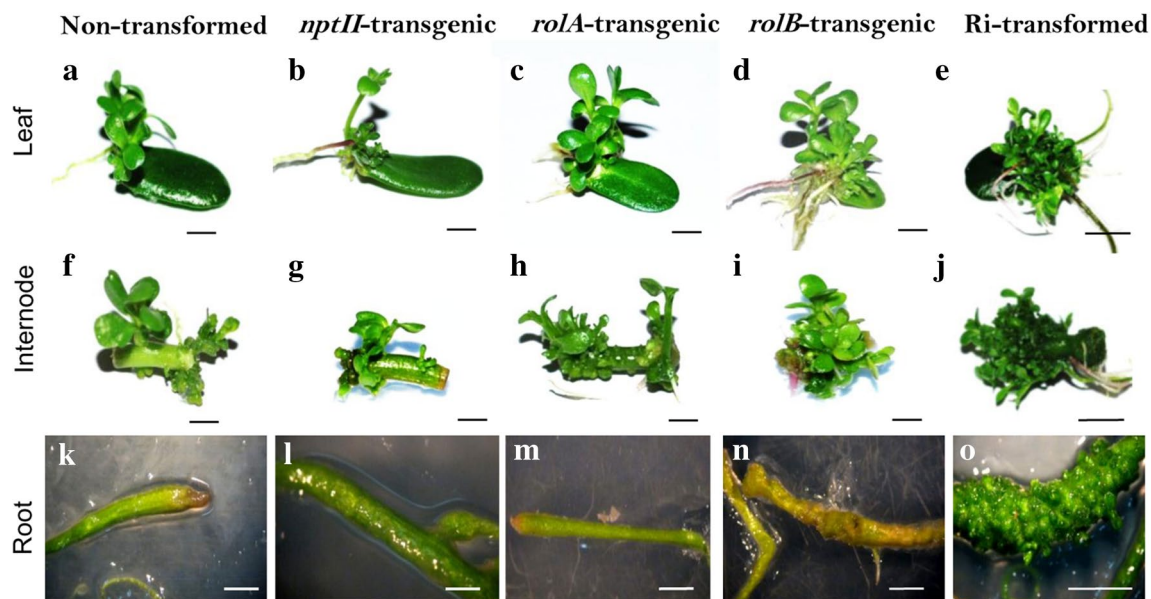 Non-transformed nptII-transgenic rolA-transgenic rolB-transgenic Ri-transformed
a b c d e
Leaf
f g h i j
Internode
k l m n o
Root